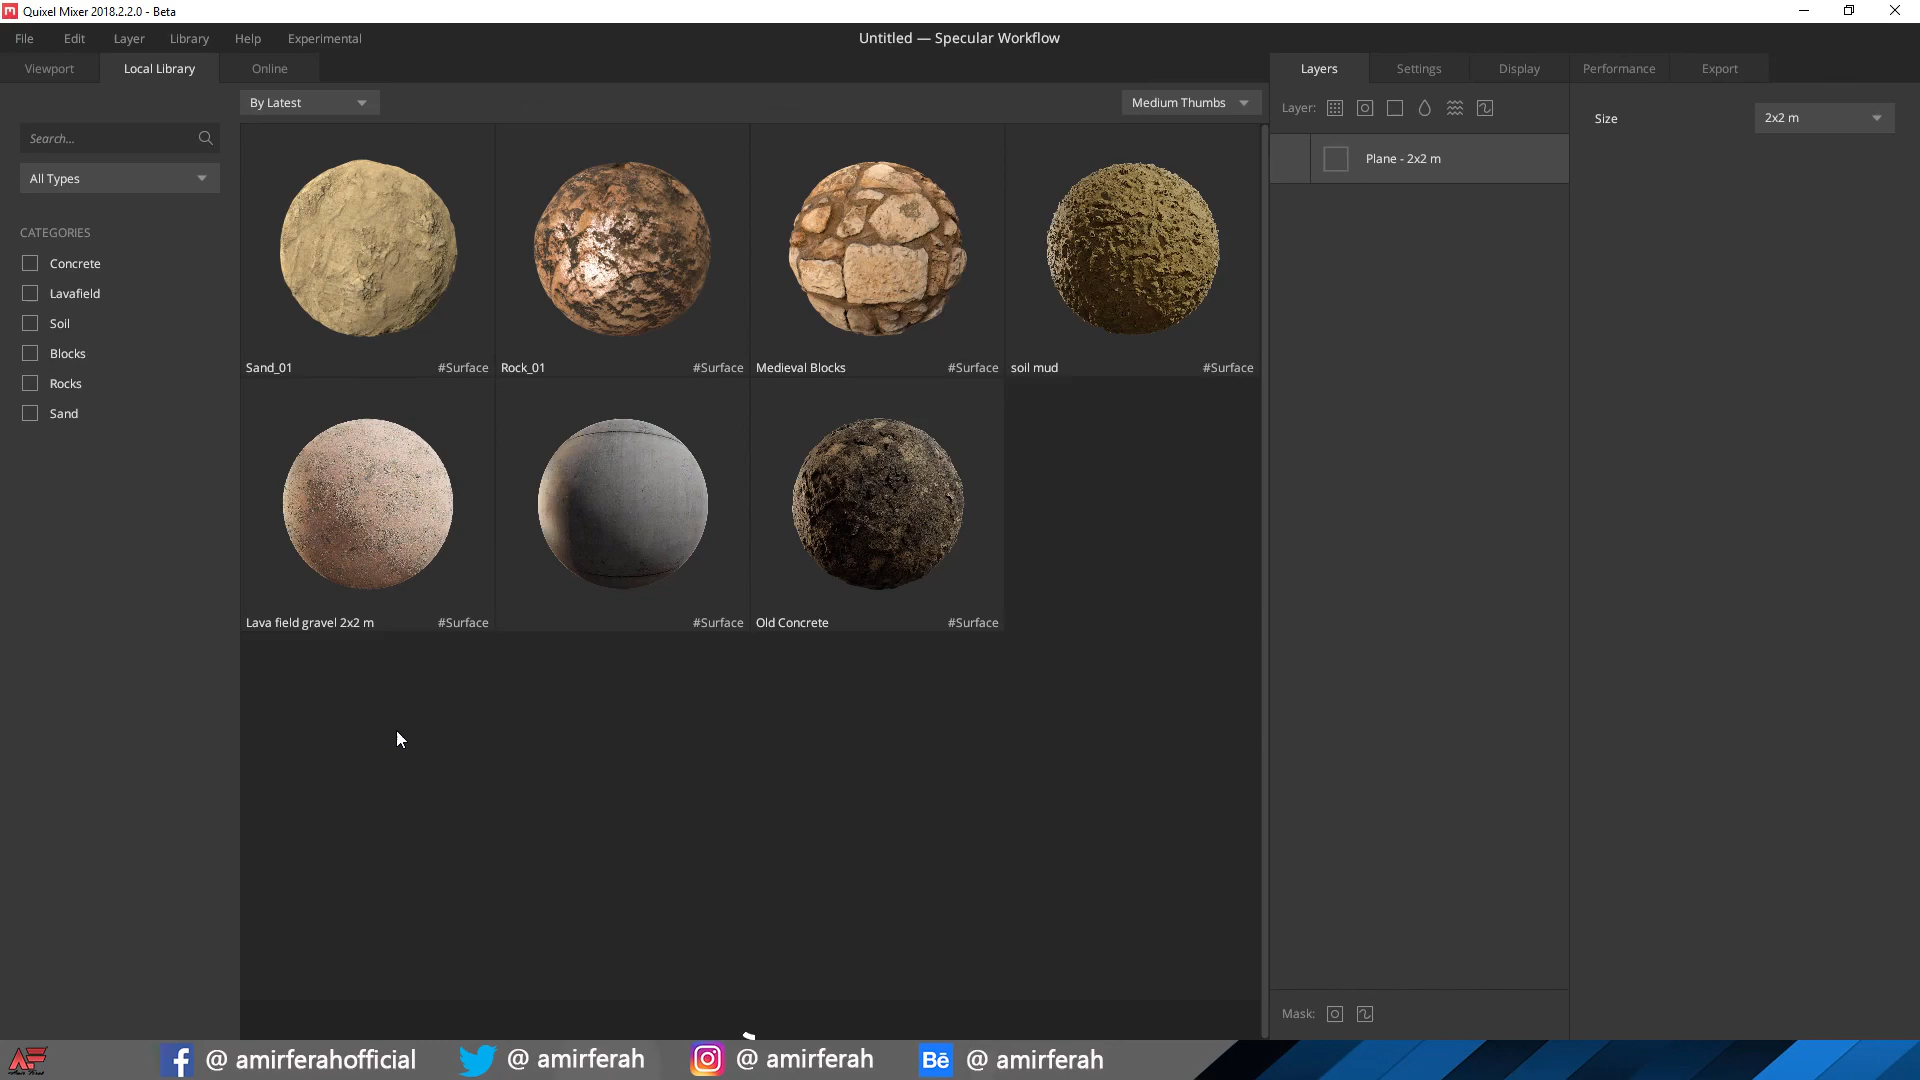 Quixel Mixer 2018.2.2.0 - Beta
File Edit Layer Library Help Experimental
Untitled — Specular Workflow
Viewport Local Library Online
Layers Settings Display Performance Export
By Latest
Medium Thumbs
Layer:
Size
2x2 m
Search...
All Types
Plane - 2x2 m
CATEGORIES
Concrete
Lavafield
Soil
Blocks
Rocks
Sand
Sand_01 #Surface
Rock_01 #Surface
Medieval Blocks #Surface
soil mud #Surface
Lava field gravel 2x2 m #Surface
#Surface
Old Concrete #Surface
Mask:
@ amirferahofficial @ amirferah @ amirferah Bē @ amirferah